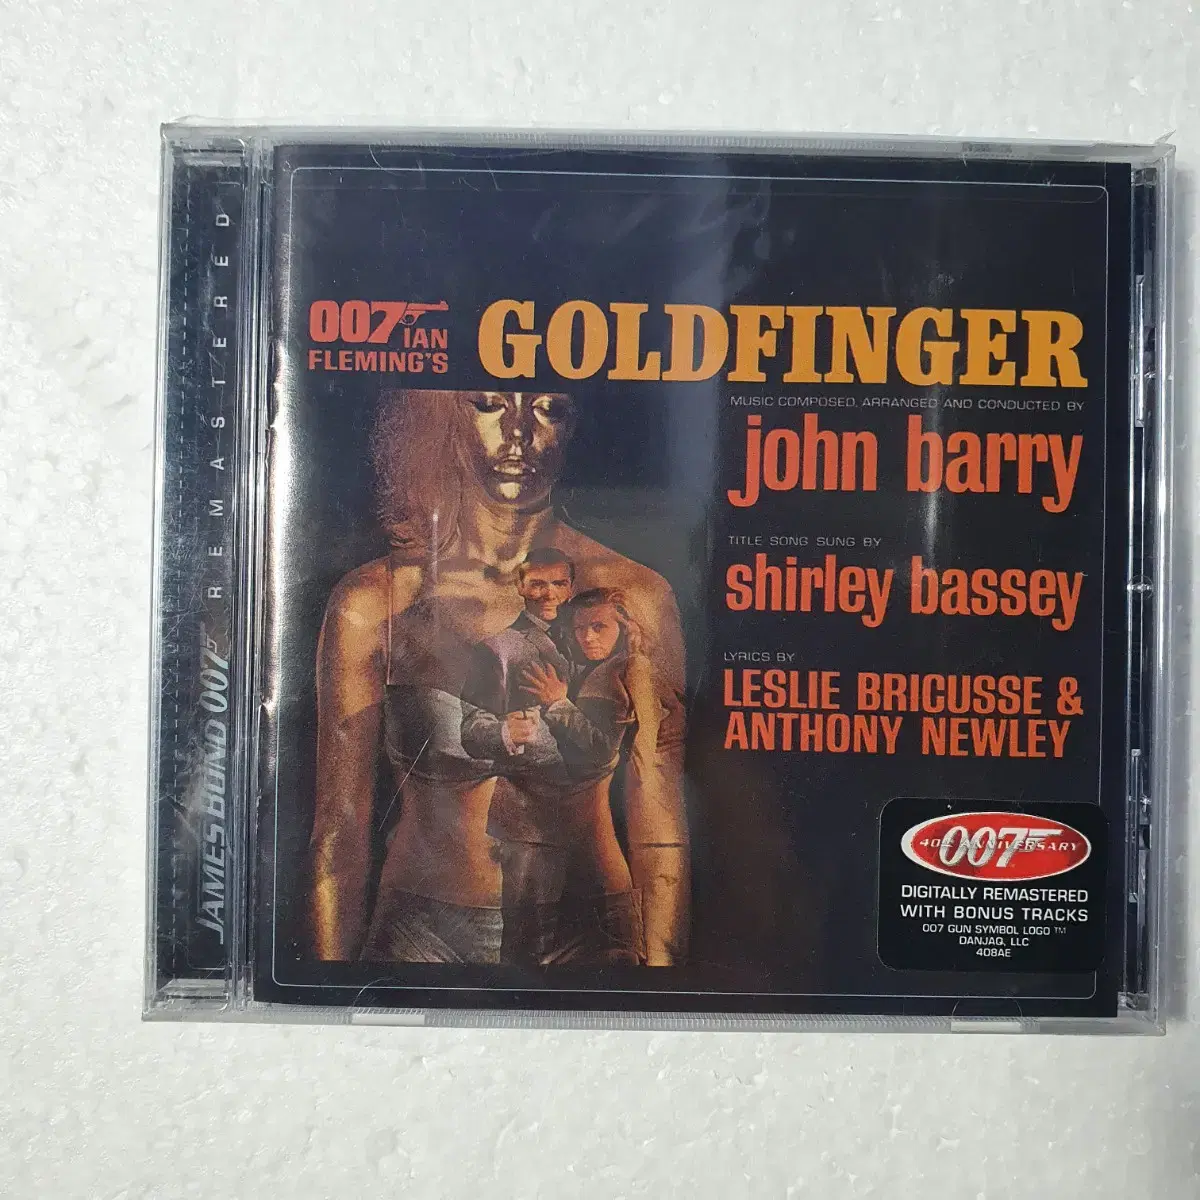 REMASTERED
JAMES BOND 007
007 IAN
FLEMING'S
GOLDFINGER
MUSIC COMPOSED, ARRANGED AND CONDUCTED BY
john barry
TITLE SONG SUNG BY
shirley bassey
LYRICS BY
LESLIE BRICUSSE &
ANTHONY NEWLEY
007
40TH ANNIVERSARY
DIGITALLY REMASTERED
WITH BONUS TRACKS
007 GUN SYMBOL LOGO ™
DANJAQ, LLC
408AE